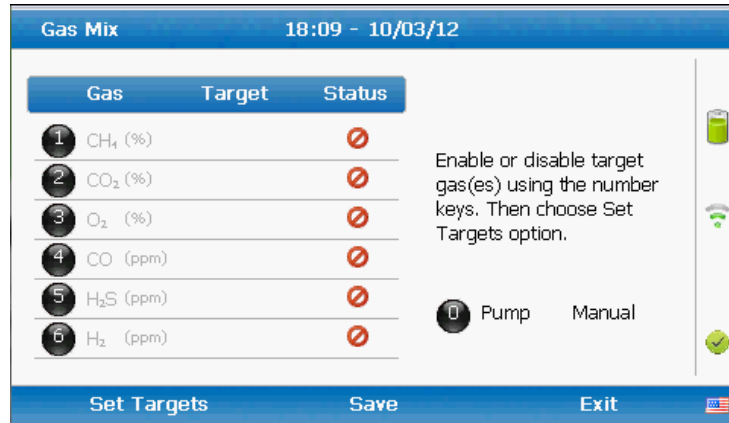 Gas Mix 18:09 - 10/03/12
Gas Target Status
1 CH₄ (%)
2 CO₂ (%)
3 O₂ (%)
4 CO (ppm)
5 H₂S (ppm)
6 H₂ (ppm)
Enable or disable target
gas(es) using the number
keys. Then choose Set
Targets option.
0 Pump Manual
Set Targets Save Exit